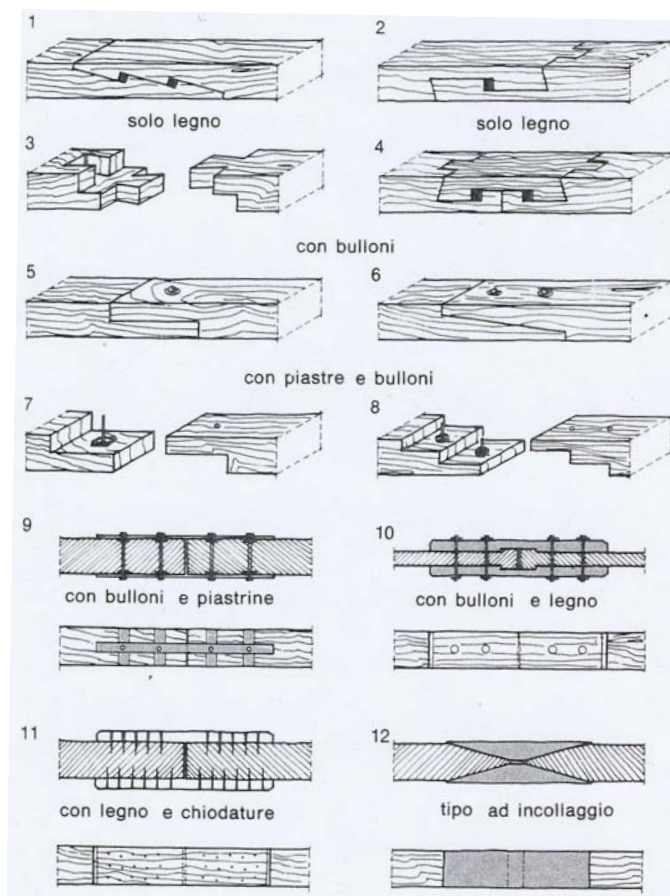 1
2
solo legno
solo legno
3
4
con bulloni
5
6
con piastre e bulloni
7
8
9
10
con bulloni e piastrine
con bulloni e legno
11
12
con legno e chiodature
tipo ad incollaggio